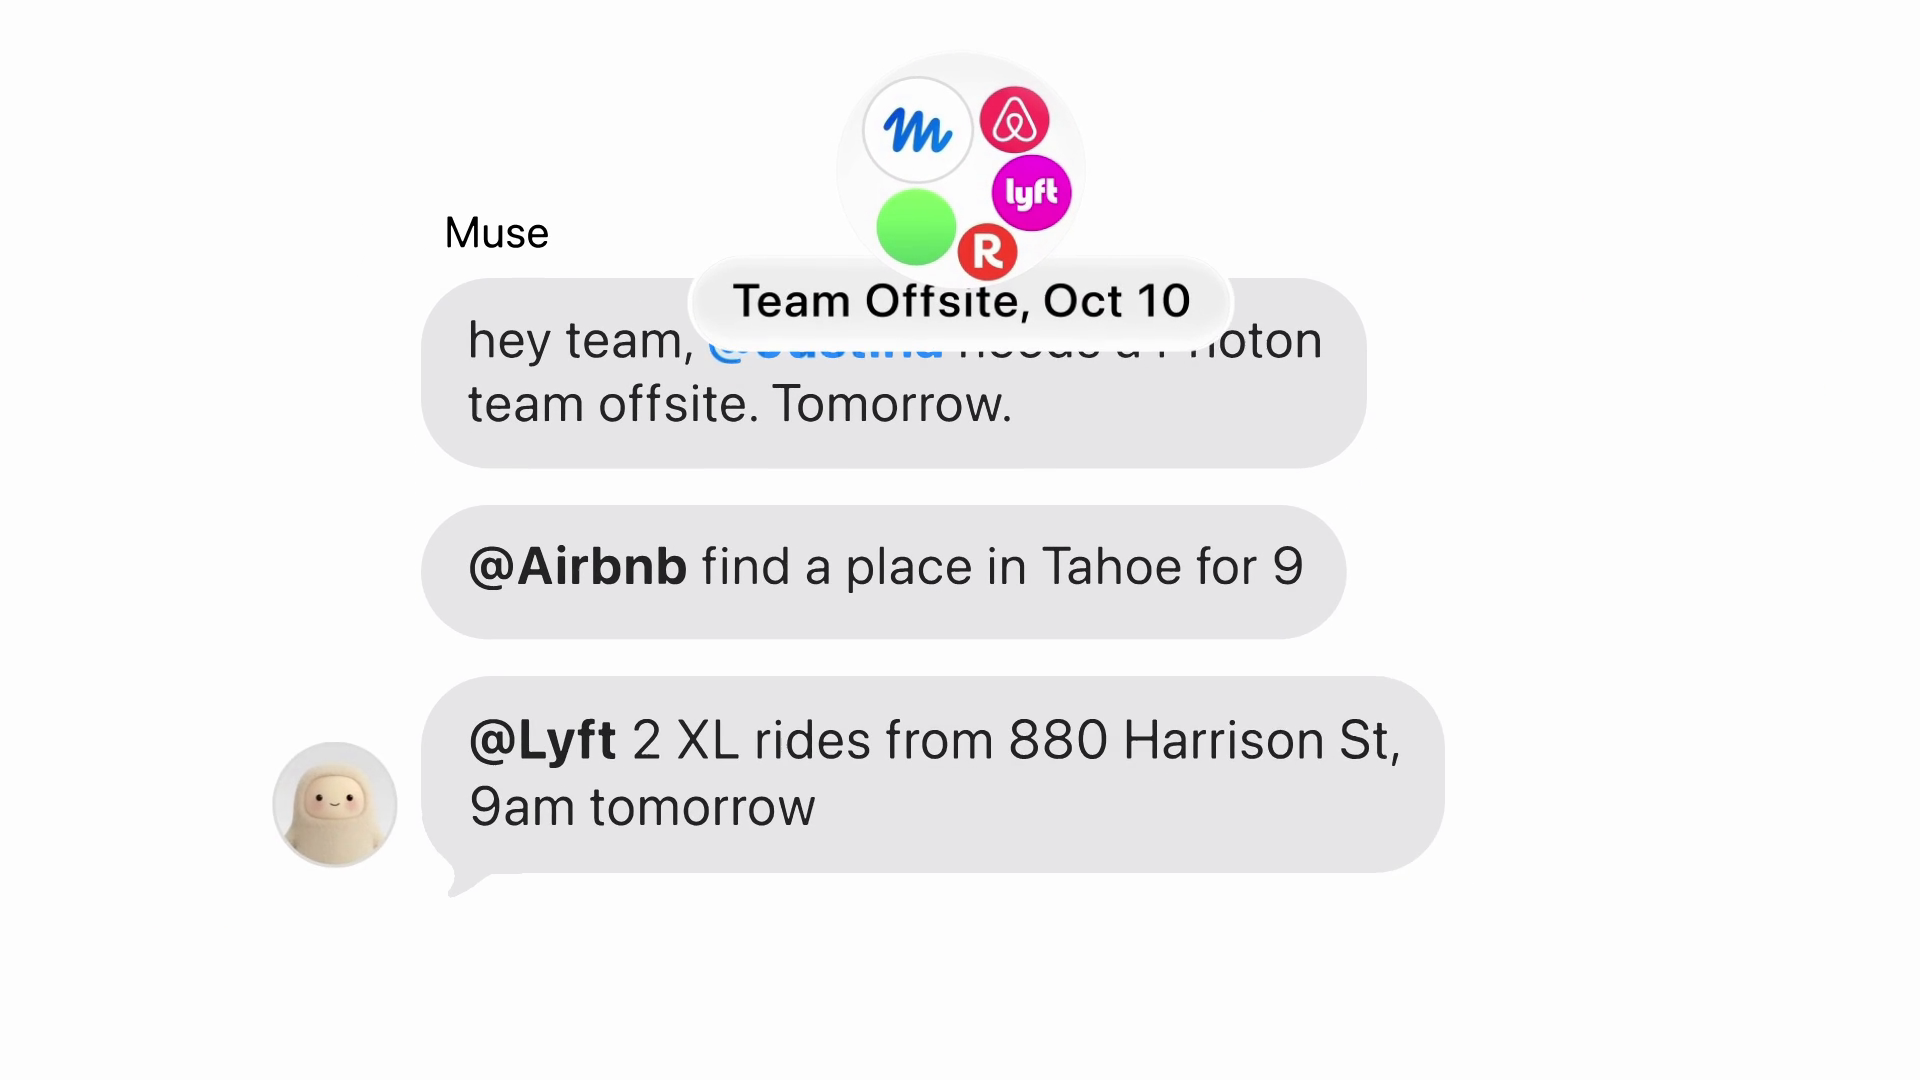 lyft
R
Muse
Team Offsite, Oct 10
hey team,
team offsite. Tomorrow.
@Airbnb find a place in Tahoe for 9
@Lyft 2 XL rides from 880 Harrison St,
9am tomorrow